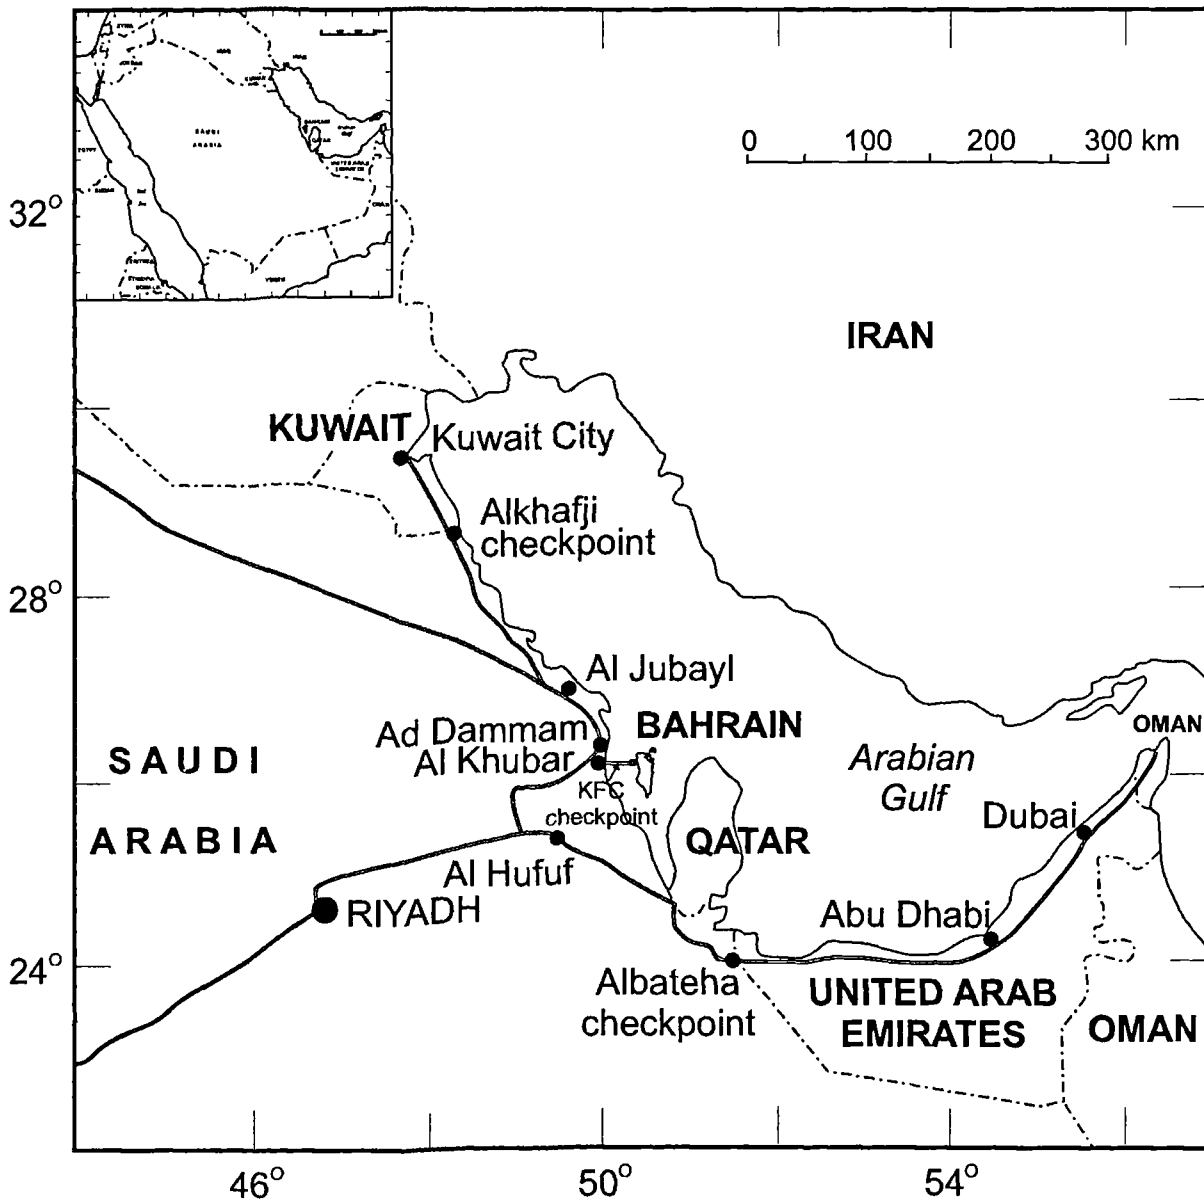 SAUDI
ARABIA
0 100 200 300 km
32°
IRAN
KUWAIT
Kuwait City
Alkhafji
checkpoint
28°
Al Jubayl
BAHRAIN
OMAN
Ad Dammam
Al Khubar
SAUDI
Arabian
Gulf
KFC
checkpoint
Dubai
ARABIA
QATAR
Al Hufuf
RIYADH
Abu Dhabi
24°
Albateha
checkpoint
UNITED ARAB
EMIRATES
OMAN
46° 50° 54°